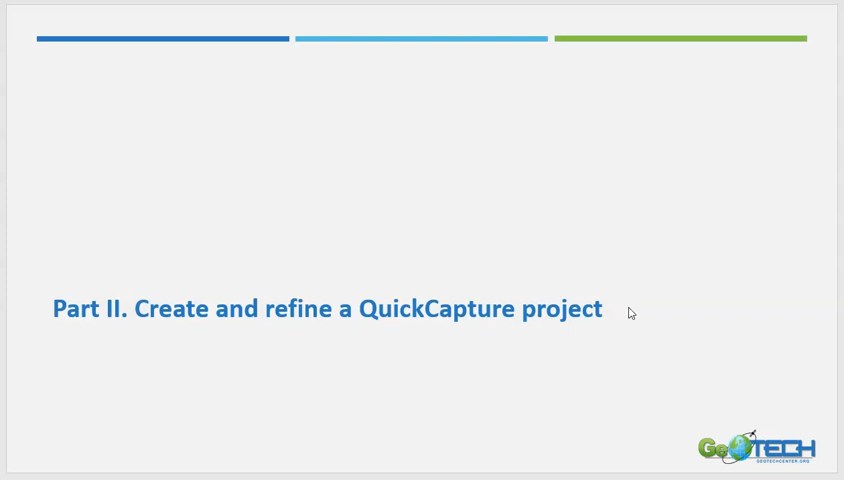 Part II. Create and refine a QuickCapture project
GeoTECH
GEOTECHCENTER.ORG